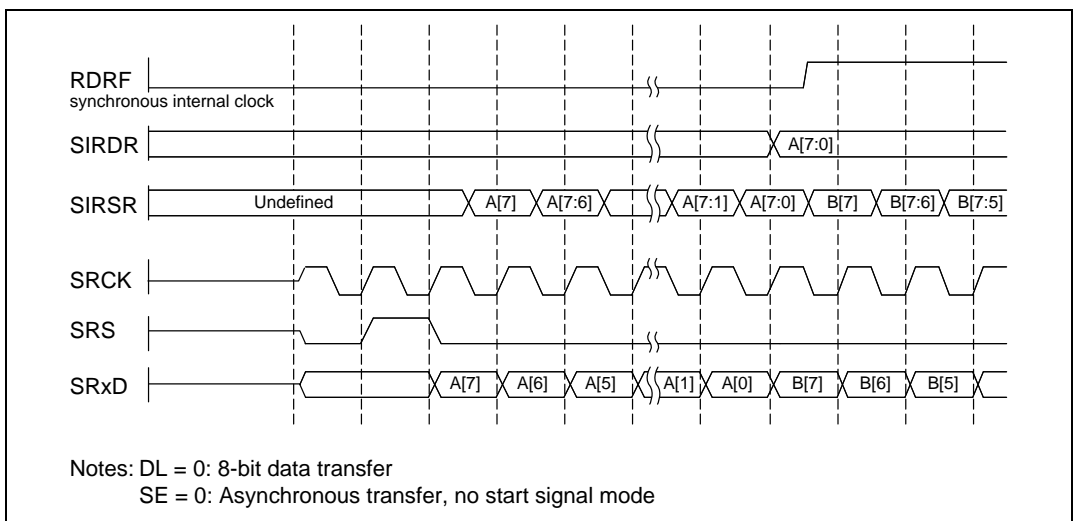 RDRF
synchronous internal clock
SIRDR A[7:0]
SIRSR Undefined A[7] A[7:6] A[7:1] A[7:0] B[7] B[7:6] B[7:5]
SRCK
SRS
SRxD A[7] A[6] A[5] A[1] A[0] B[7] B[6] B[5]
Notes: DL = 0: 8-bit data transfer
SE = 0: Asynchronous transfer, no start signal mode